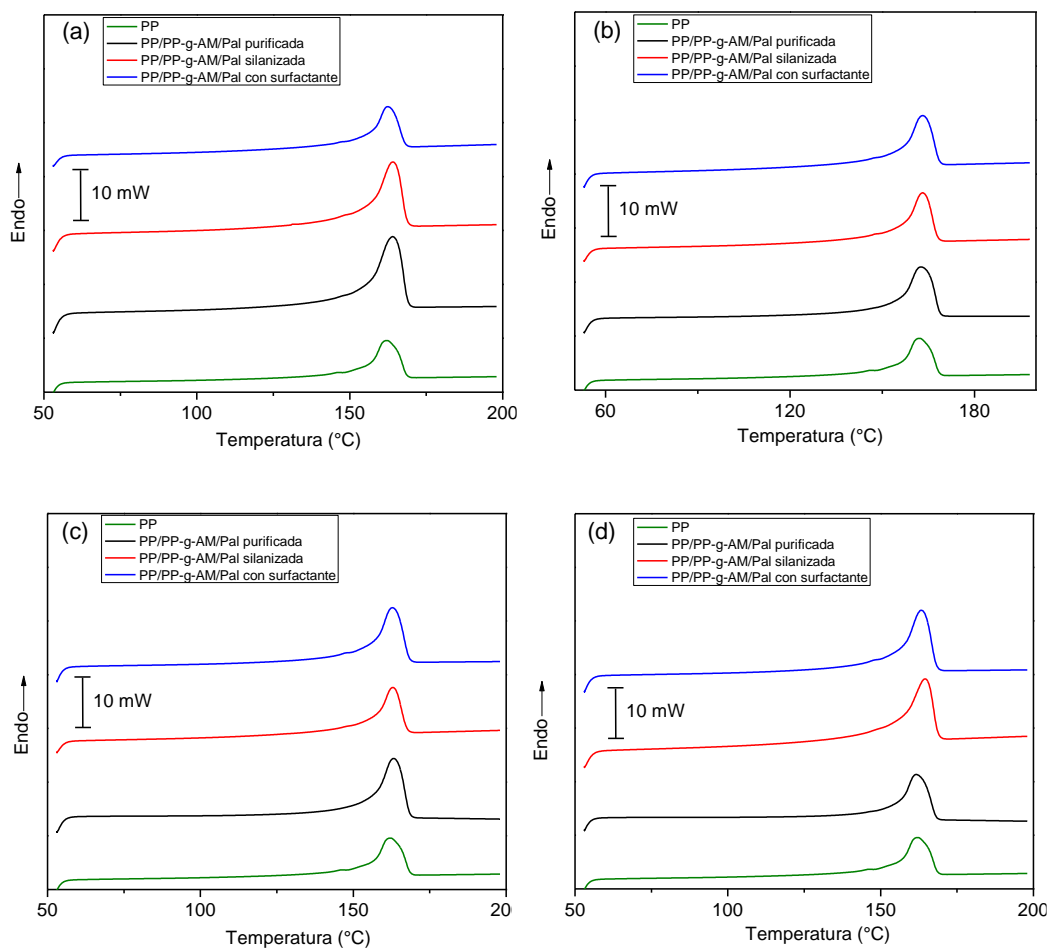 (a)
PP
PP/PP-g-AM/Pal purificada
PP/PP-g-AM/Pal silanizada
PP/PP-g-AM/Pal con surfactante
Endo
10 mW
50 100 150 200
Temperatura (°C)
(b)
PP
PP/PP-g-AM/Pal purificada
PP/PP-g-AM/Pal silanizada
PP/PP-g-AM/Pal con surfactante
Endo
10 mW
60 120 180
Temperatura (°C)
(c)
PP
PP/PP-g-AM/Pal purificada
PP/PP-g-AM/Pal silanizada
PP/PP-g-AM/Pal con surfactante
Endo
10 mW
50 100 150 200
Temperatura (°C)
(d)
PP
PP/PP-g-AM/Pal purificada
PP/PP-g-AM/Pal silanizada
PP/PP-g-AM/Pal con surfactante
Endo
10 mW
50 100 150 200
Temperatura (°C)